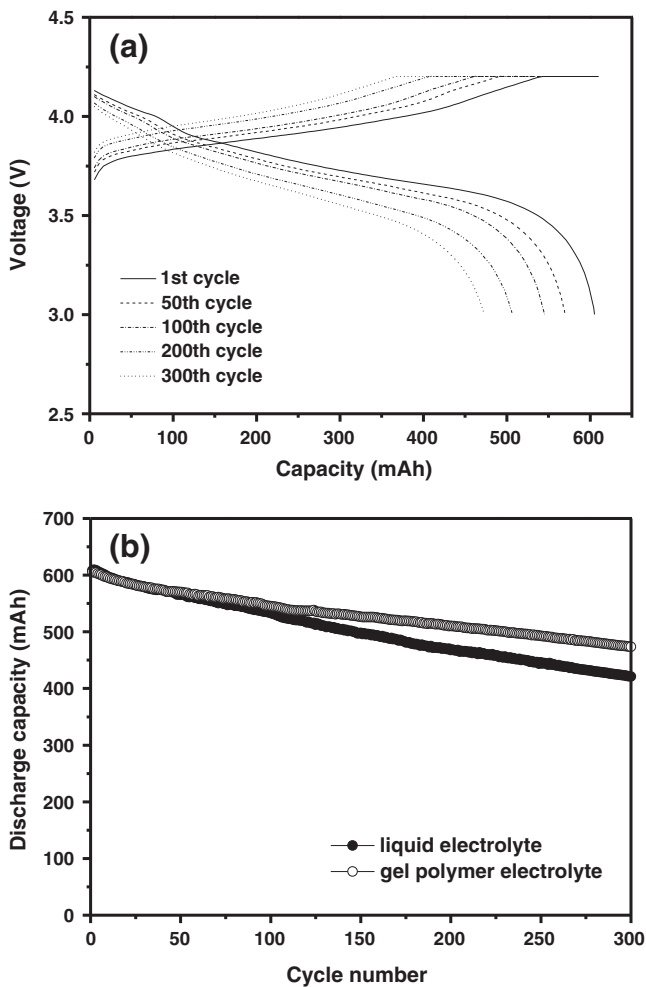 (a)
4.5
4.0
3.5
3.0
2.5
Voltage (V)
1st cycle
50th cycle
100th cycle
200th cycle
300th cycle
0 100 200 300 400 500 600
Capacity (mAh)
(b)
700
600
500
400
300
200
100
0
Discharge capacity (mAh)
liquid electrolyte
gel polymer electrolyte
0 50 100 150 200 250 300
Cycle number